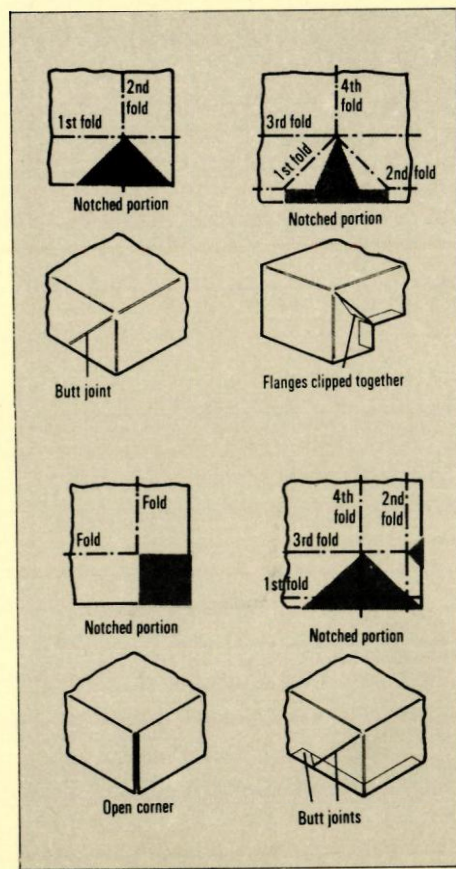 2nd
fold
1st fold
Notched portion
4th
fold
3rd fold
1st fold
2nd fold
Notched portion
Butt joint
Flanges clipped together
Fold
Fold
Notched portion
4th
fold
2nd
fold
3rd fold
1st fold
Notched portion
Open corner
Butt joints